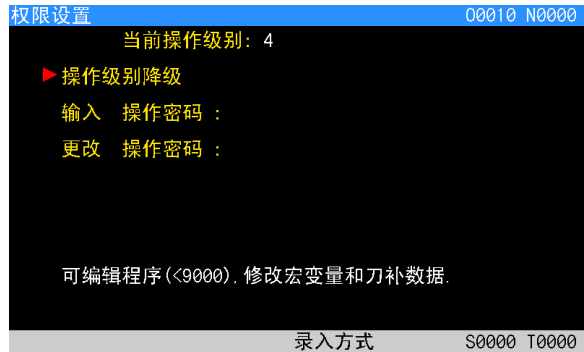 权限设置 O0010 N0000
当前操作级别: 4
操作级别降级
输入 操作密码 :
更改 操作密码 :
可编辑程序(<9000),修改宏变量和刀补数据.
录入方式 S0000 T0000